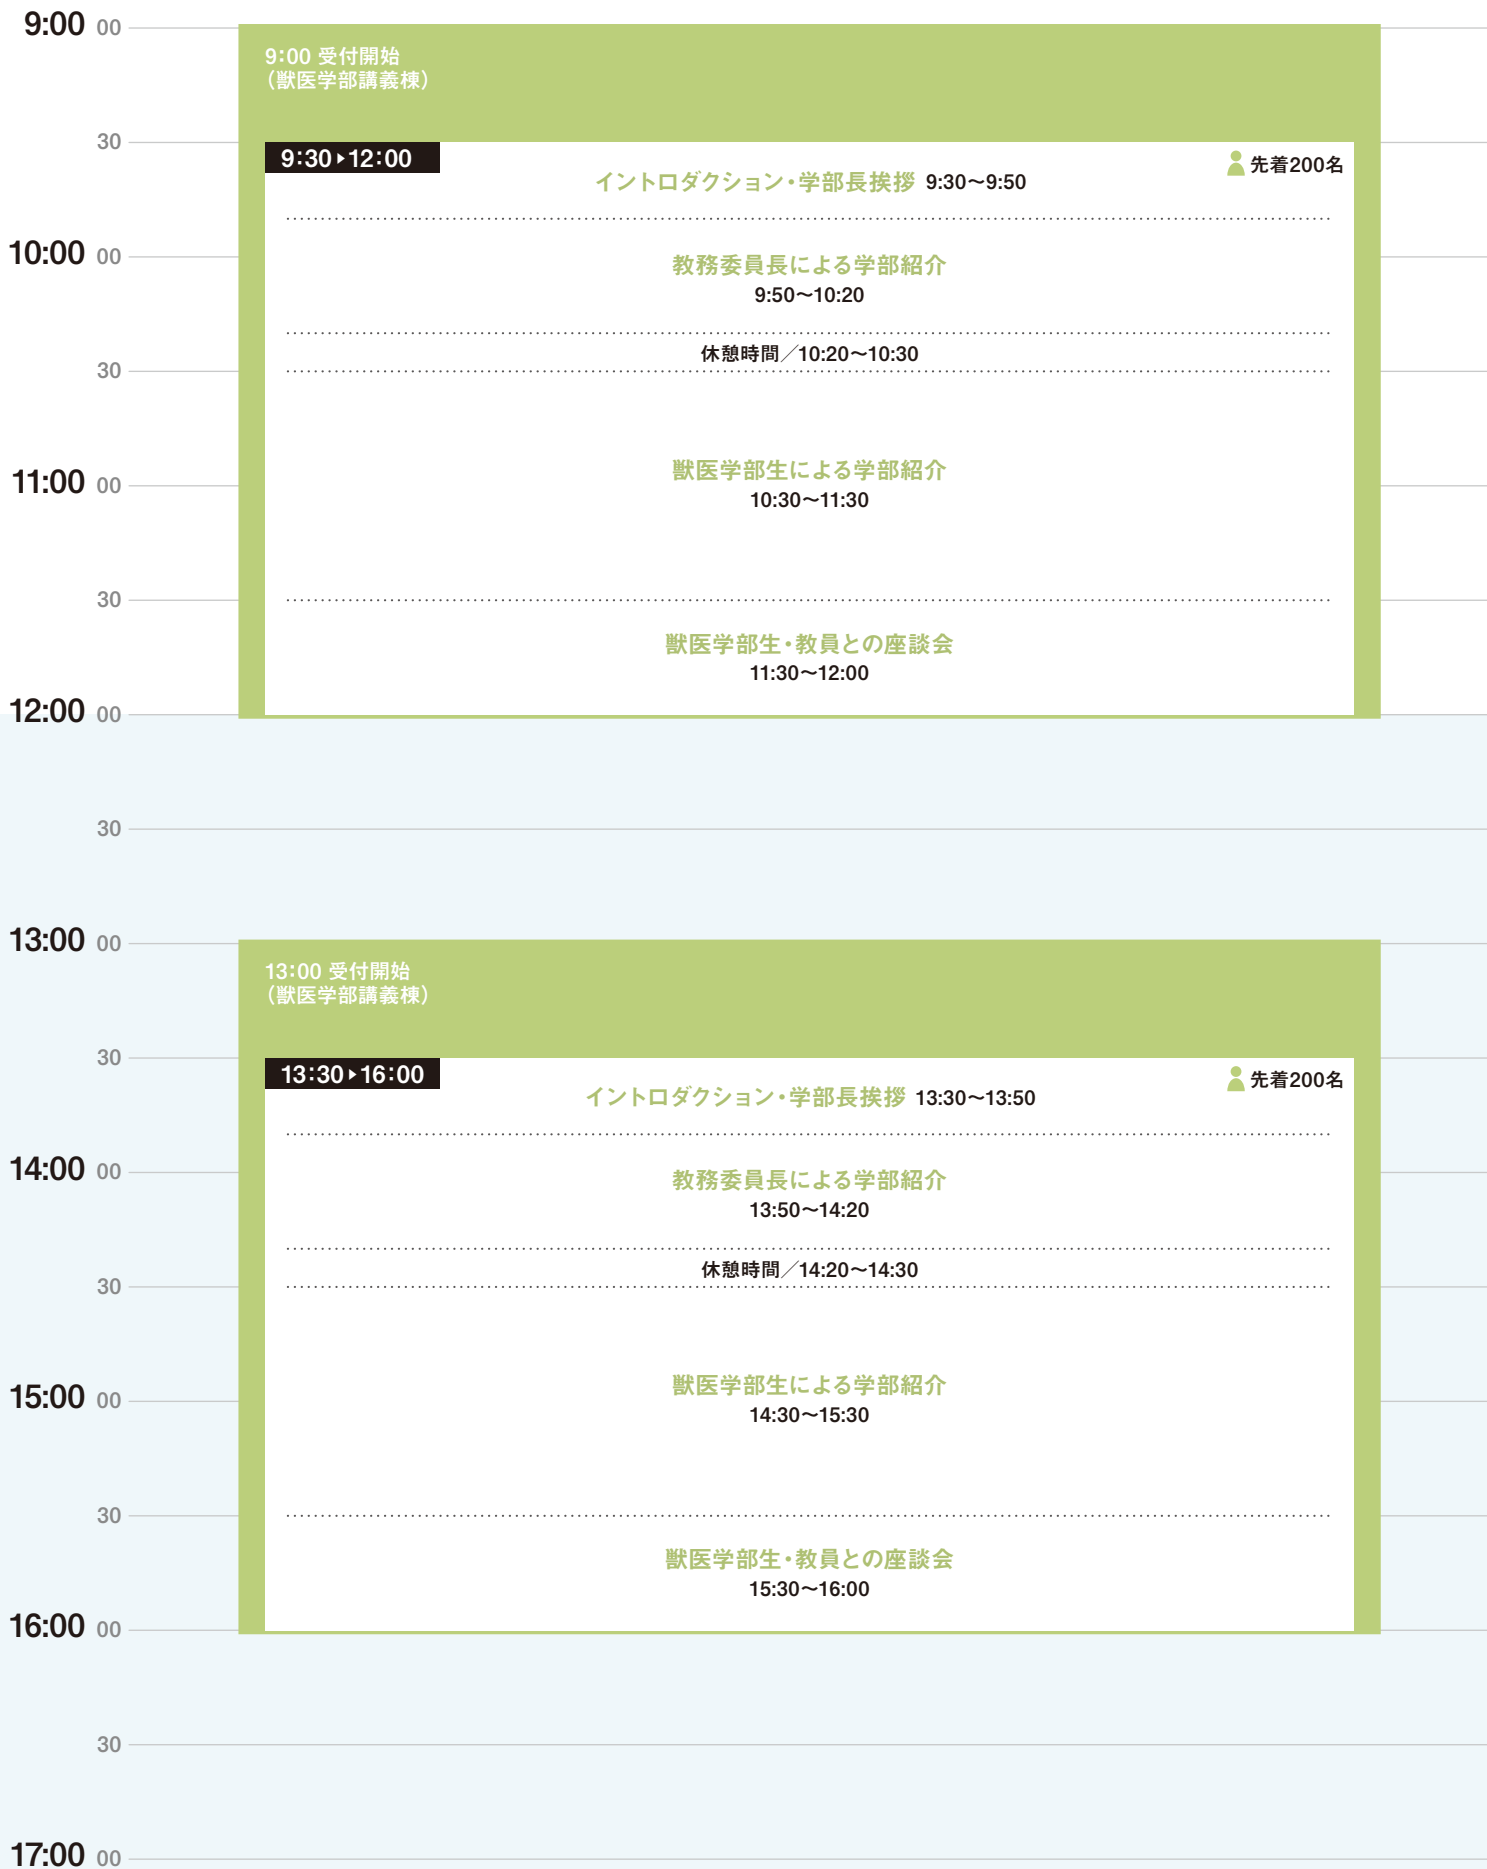 9:00 00
9:00 受付開始
（獣医学部講義棟）
30
9:30▶12:00
先着200名
イントロダクション・学部長挨拶 9:30〜9:50
10:00 00
教務委員長による学部紹介
9:50〜10:20
休憩時間／10:20〜10:30
30
獣医学部生による学部紹介
11:00 00
10:30〜11:30
30
獣医学部生・教員との座談会
11:30〜12:00
12:00 00
30
13:00 00
13:00 受付開始
（獣医学部講義棟）
30
13:30▶16:00
先着200名
イントロダクション・学部長挨拶 13:30〜13:50
14:00 00
教務委員長による学部紹介
13:50〜14:20
休憩時間／14:20〜14:30
30
獣医学部生による学部紹介
15:00 00
14:30〜15:30
30
獣医学部生・教員との座談会
15:30〜16:00
16:00 00
30
17:00 00